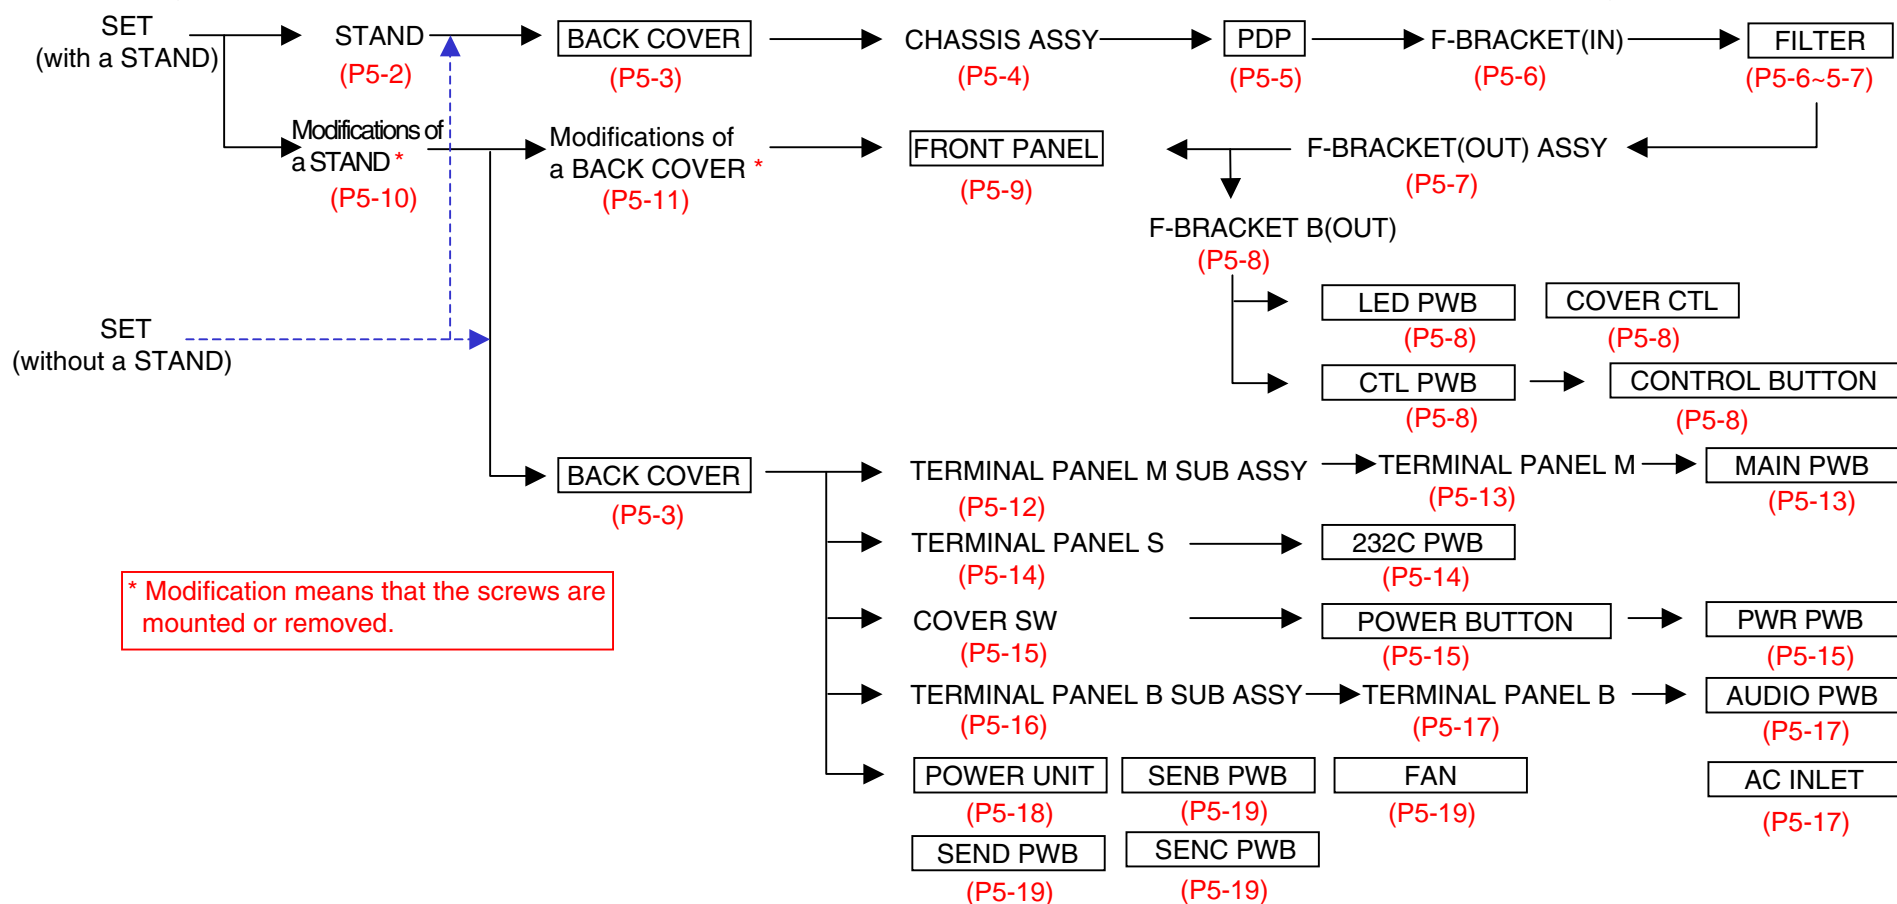 SET
(with a STAND)
STAND
(P5-2)
BACK COVER
(P5-3)
CHASSIS ASSY
(P5-4)
PDP
(P5-5)
F-BRACKET(IN)
(P5-6)
FILTER
(P5-6~5-7)
Modifications of
a STAND *
(P5-10)
Modifications of
a BACK COVER *
(P5-11)
FRONT PANEL
(P5-9)
F-BRACKET(OUT) ASSY
(P5-7)
F-BRACKET B(OUT)
(P5-8)
LED PWB
(P5-8)
COVER CTL
(P5-8)
SET
(without a STAND)
CTL PWB
(P5-8)
CONTROL BUTTON
(P5-8)
BACK COVER
(P5-3)
TERMINAL PANEL M SUB ASSY
(P5-12)
TERMINAL PANEL M
(P5-13)
MAIN PWB
(P5-13)
TERMINAL PANEL S
(P5-14)
232C PWB
(P5-14)
* Modification means that the screws are
mounted or removed.
COVER SW
(P5-15)
POWER BUTTON
(P5-15)
PWR PWB
(P5-15)
TERMINAL PANEL B SUB ASSY
(P5-16)
TERMINAL PANEL B
(P5-17)
AUDIO PWB
(P5-17)
POWER UNIT
(P5-18)
SENB PWB
(P5-19)
FAN
(P5-19)
AC INLET
(P5-17)
SEND PWB
(P5-19)
SENC PWB
(P5-19)